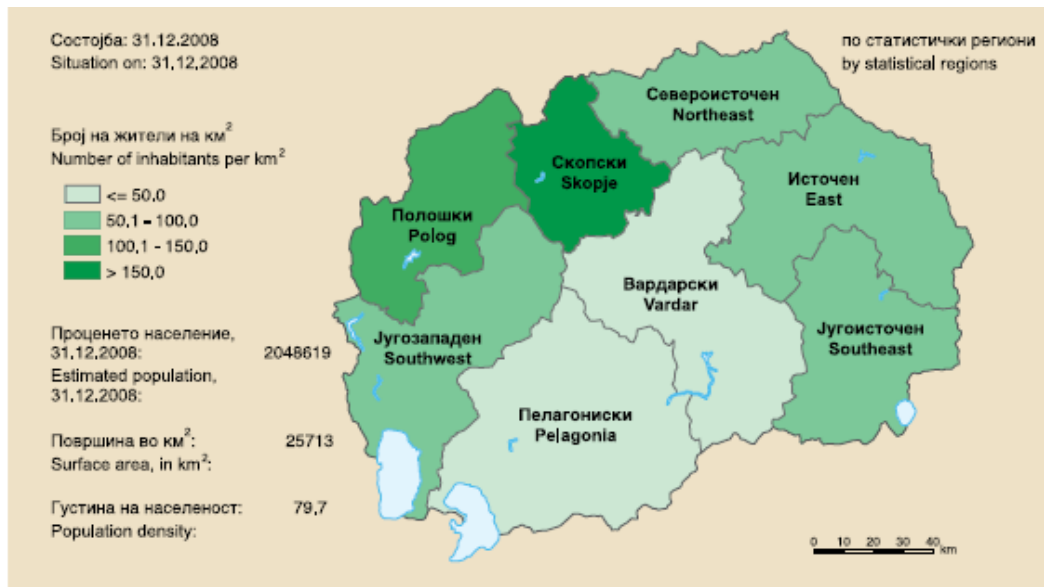 Состојба: 31.12.2008
Situation on: 31.12.2008
по статистички региони
by statistical regions
Број на жители на км²
Number of inhabitants per km²
<= 50,0
50,1 – 100,0
100,1 - 150,0
> 150,0
Североисточен
Northeast
Скопски
Skopje
Источен
East
Полошки
Polog
Вардарски
Vardar
Југозападен
Southwest
Југоисточен
Southeast
Пелагониски
Pelagonia
Проценето население,
31.12.2008: 2048619
Estimated population,
31.12.2008:
Површина во км²: 25713
Surface area, in km²:
Густина на населеност: 79,7
Population density:
0 10 20 30 40
km